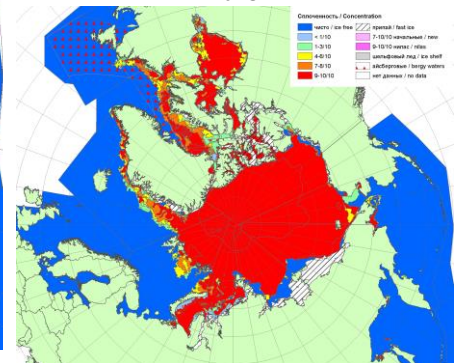 Сплоченность / Concentration
чисто / ice free
< 1/10
1-3/10
4-6/10
7-8/10
9-10/10
припай / fast ice
7-10/10 начальные / new
9-10/10 нилас / nilas
шельфовый лед / ice shelf
айсберговые / bergy waters
нет данные / no data